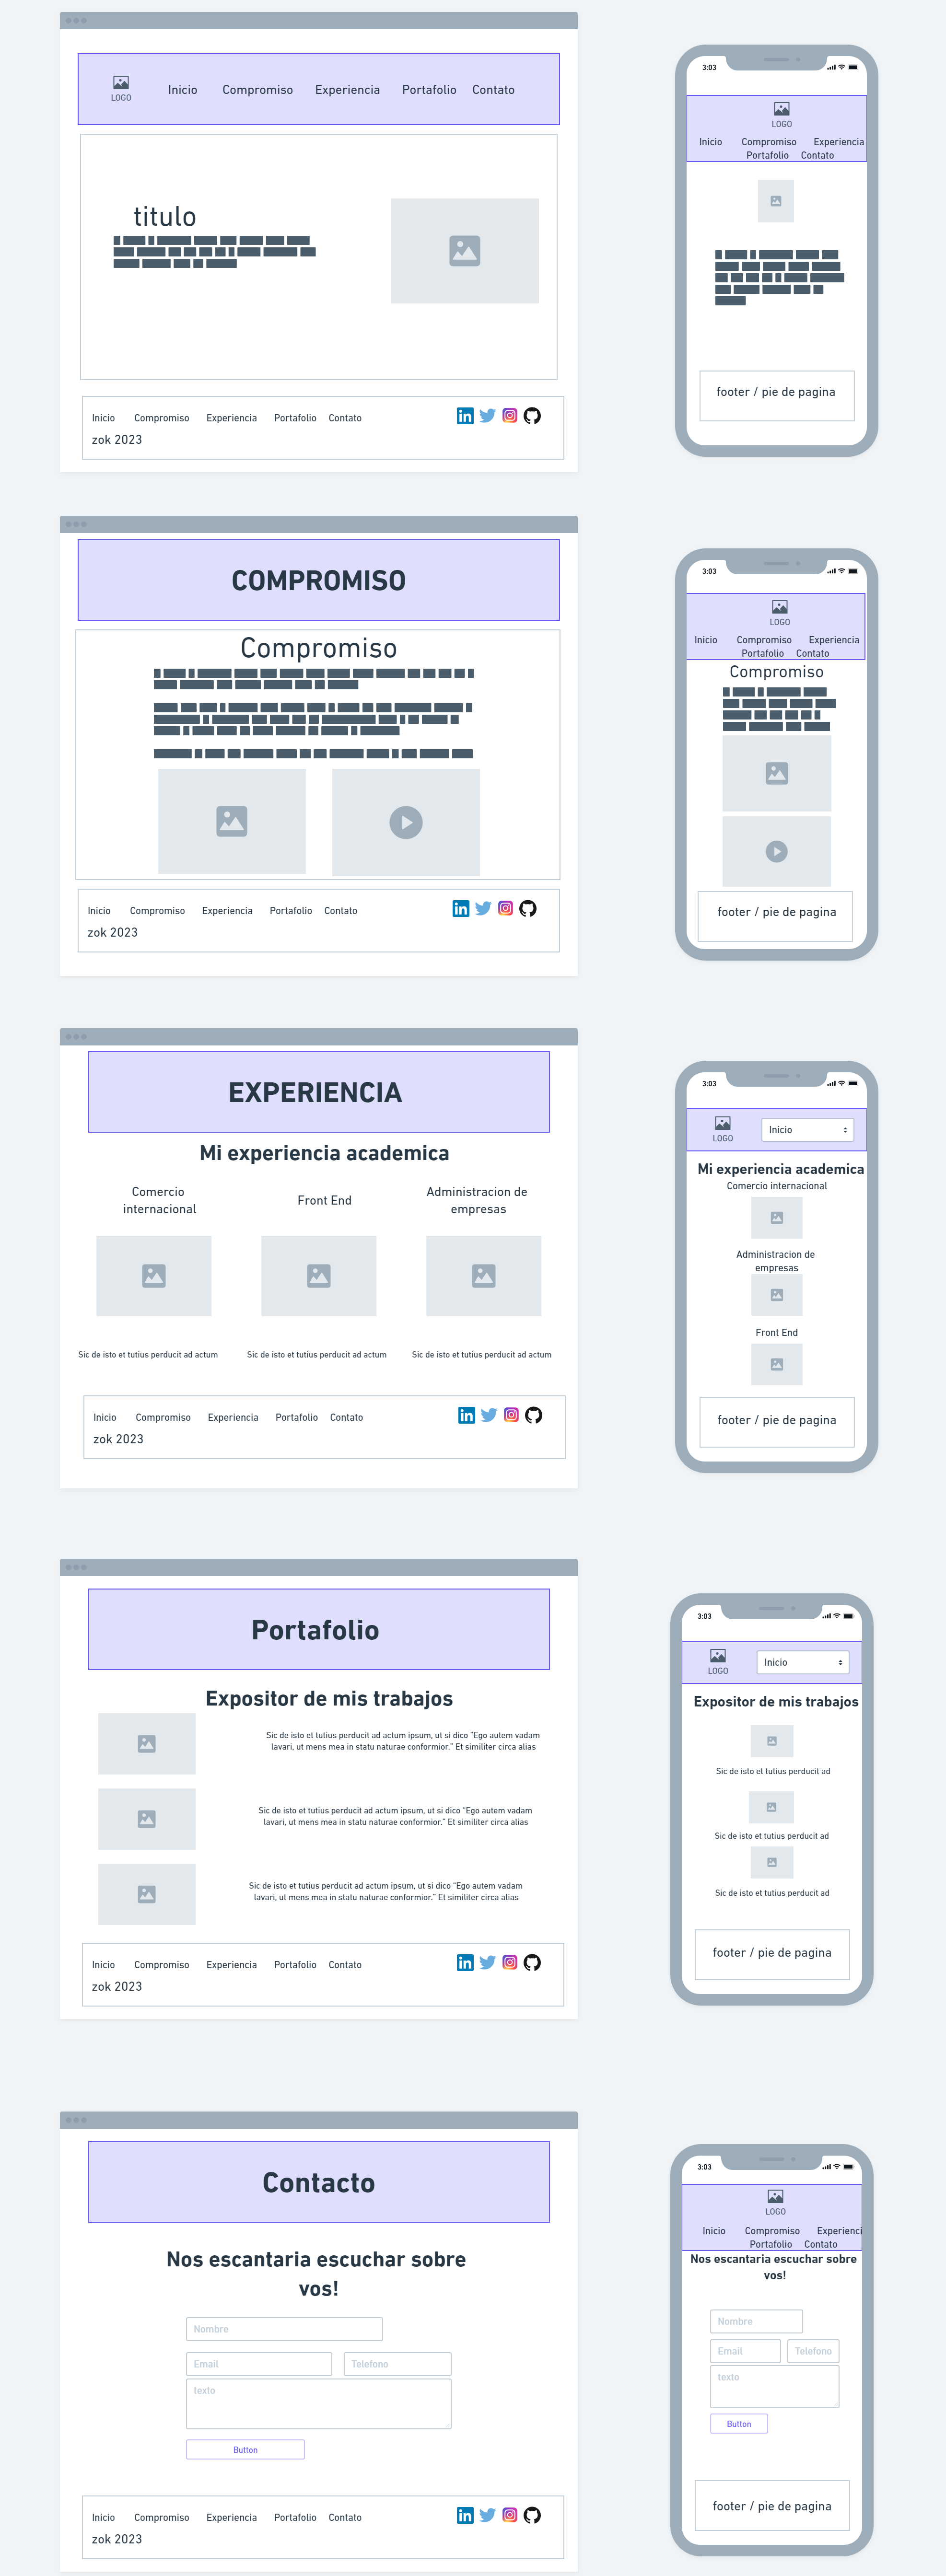 LOGO
Inicio Compromiso Experiencia Portafolio Contato
titulo
Inicio Compromiso Experiencia Portafolio Contato
zok 2023
3:03
LOGO
Inicio Compromiso Experiencia
Portafolio Contato
footer / pie de pagina
COMPROMISO
Compromiso
Inicio Compromiso Experiencia Portafolio Contato
zok 2023
3:03
LOGO
Inicio Compromiso Experiencia
Portafolio Contato
Compromiso
footer / pie de pagina
EXPERIENCIA
Mi experiencia academica
Comercio
internacional
Front End
Administracion de
empresas
Sic de isto et tutius perducit ad actum
Sic de isto et tutius perducit ad actum
Sic de isto et tutius perducit ad actum
Inicio Compromiso Experiencia Portafolio Contato
zok 2023
3:03
LOGO
Inicio
Mi experiencia academica
Comercio internacional
Administracion de
empresas
Front End
footer / pie de pagina
Portafolio
Expositor de mis trabajos
Sic de isto et tutius perducit ad actum ipsum, ut si dico "Ego autem vadam
lavari, ut mens mea in statu naturae conformior." Et similiter circa alias
Sic de isto et tutius perducit ad actum ipsum, ut si dico "Ego autem vadam
lavari, ut mens mea in statu naturae conformior." Et similiter circa alias
Sic de isto et tutius perducit ad actum ipsum, ut si dico "Ego autem vadam
lavari, ut mens mea in statu naturae conformior." Et similiter circa alias
Inicio Compromiso Experiencia Portafolio Contato
zok 2023
3:03
LOGO
Inicio
Expositor de mis trabajos
Sic de isto et tutius perducit ad
Sic de isto et tutius perducit ad
Sic de isto et tutius perducit ad
footer / pie de pagina
Contacto
Nos escantaria escuchar sobre
vos!
Nombre
Email Telefono
texto
Button
Inicio Compromiso Experiencia Portafolio Contato
zok 2023
3:03
LOGO
Inicio Compromiso Experienci
Portafolio Contato
Nos escantaria escuchar sobre
vos!
Nombre
Email Telefono
texto
Button
footer / pie de pagina